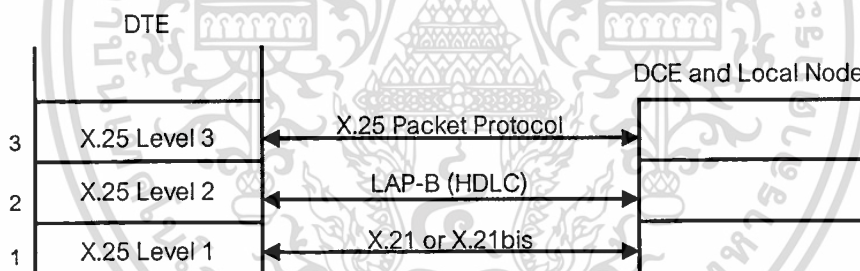 DTE
DCE and Local Node
3 X.25 Level 3 X.25 Packet Protocol
2 X.25 Level 2 LAP-B (HDLC)
1 X.25 Level 1 X.21 or X.21bis